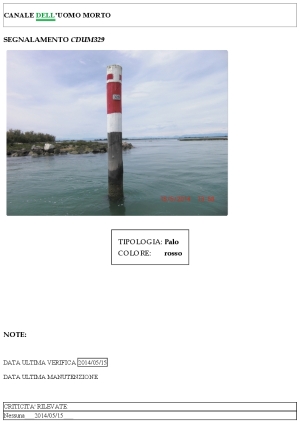 CANALE DELL'UOMO MORTO
SEGNALAMENTO CDUM329
TIPOLOGIA: Palo
COLORE: rosso
NOTE:
DATA ULTIMA VERIFICA 2014/05/15
DATA ULTIMA MANUTENZIONE
CRITICITA' RILEVATE
Nessuna 2014/05/15